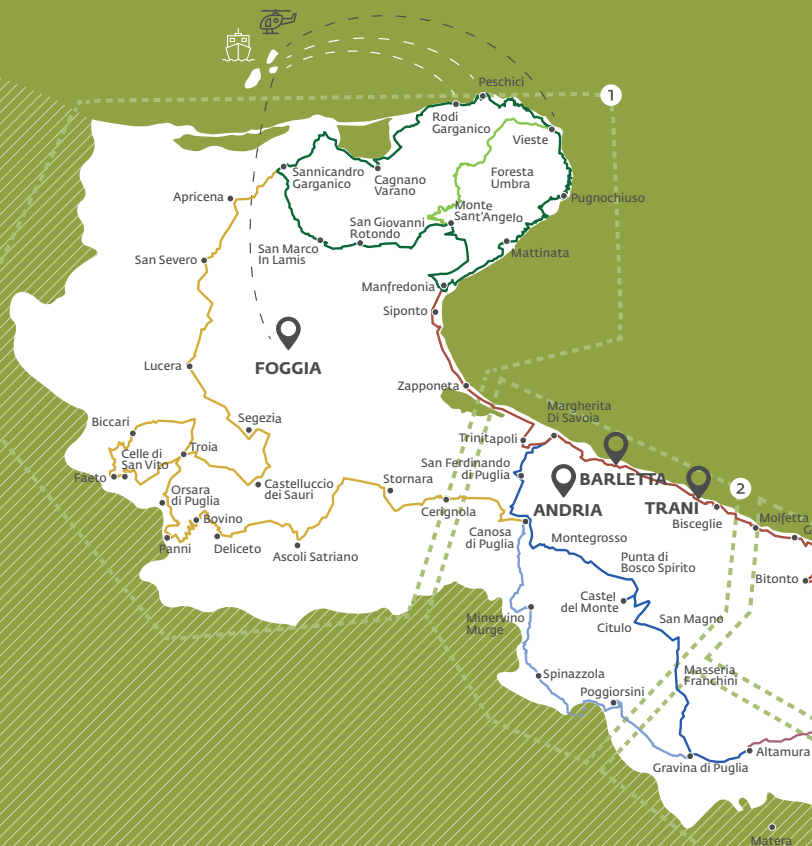 Peschici
1
Rodi
Garganico
Vieste
Sannicandro
Garganico
Cagnano
Varano
Foresta
Umbra
Apricena
Pugnochiuso
Monte
Sant'Angelo
San Giovanni
Rotondo
San Marco
In Lamis
Mattinata
San Severo
Manfredonia
Siponto
FOGGIA
Lucera
Zapponeta
Margherita
Di Savoia
Biccari
Segezia
Trinitapoli
Troia
Celle di
San Vito
Faeto
San Ferdinando
di Puglia
BARLETTA
Castelluccio
dei Sauri
Stornara
Orsara
di Puglia
2
TRANI
ANDRIA
Cerignola
Bisceglie
Bovino
Molfetta
G
Canosa
di Puglia
Panni
Deliceto
Ascoli Satriano
Montegrosso
Punta di
Bosco Spirito
Bitonto
Castel
del Monte
Minervino
Murge
Citulo
San Magno
Masseria
Franchini
Spinazzola
Poggiorsini
Altamura
Gravina di Puglia
Matera